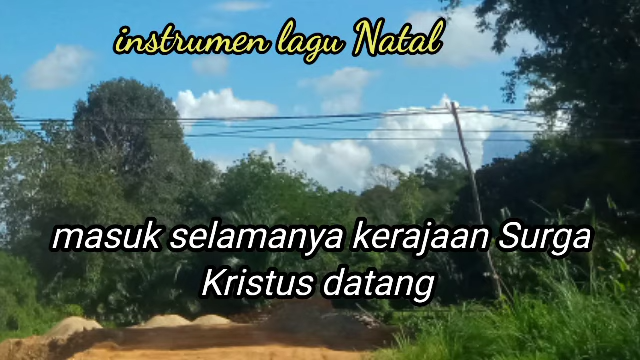 instrumen lagu Natal
masuk selamanya kerajaan Surga
Kristus datang